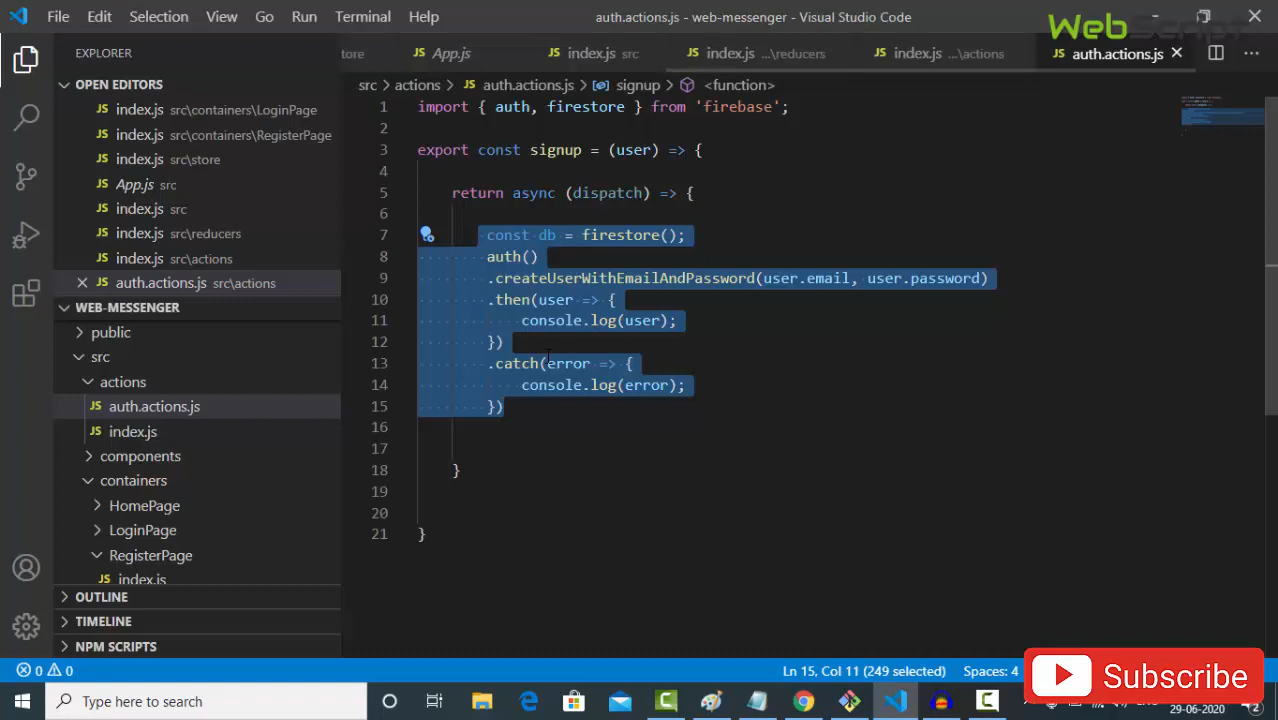 File Edit Selection View Go Run Terminal Help auth.actions.js - web-messenger - Visual Studio Code
WebScript
EXPLORER
tore App.js index.js src index.js ...\reducers index.js ...\actions auth.actions.js
OPEN EDITORS
src > actions > auth.actions.js > signup > <function>
index.js src\containers\LoginPage
index.js src\containers\RegisterPage
index.js src\store
App.js src
index.js src
index.js src\reducers
index.js src\actions
auth.actions.js src\actions
WEB-MESSENGER
public
src
actions
auth.actions.js
index.js
components
containers
HomePage
LoginPage
RegisterPage
index.js
OUTLINE
TIMELINE
NPM SCRIPTS
1 import { auth, firestore } from 'firebase';
2
3 export const signup = (user) => {
4
5 return async (dispatch) => {
6
7 const db = firestore();
8 auth()
9 .createUserWithEmailAndPassword(user.email, user.password)
10 .then(user => {
11 console.log(user);
12 })
13 .catch(error => {
14 console.log(error);
15 })
16
17
18 }
19
20
21 }
0 0 Ln 15, Col 11 (249 selected) Spaces: 4
Subscribe
Type here to search
29-06-2020
2